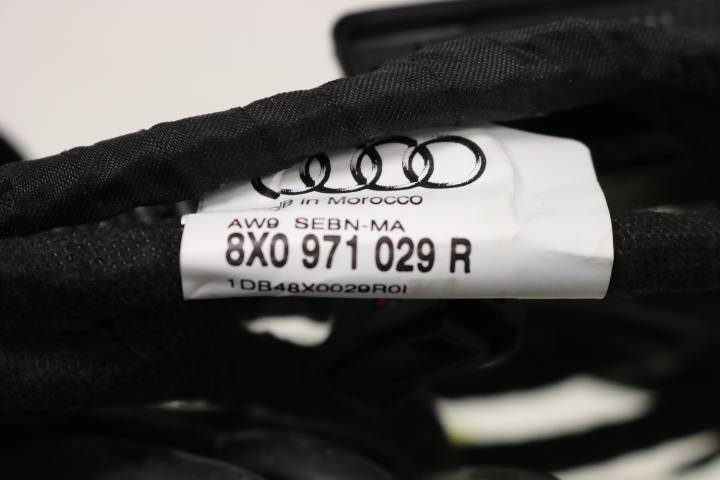 in Morocco
AW9 SEBN-MA
8X0 971 029 R
1DB48X0029R0I